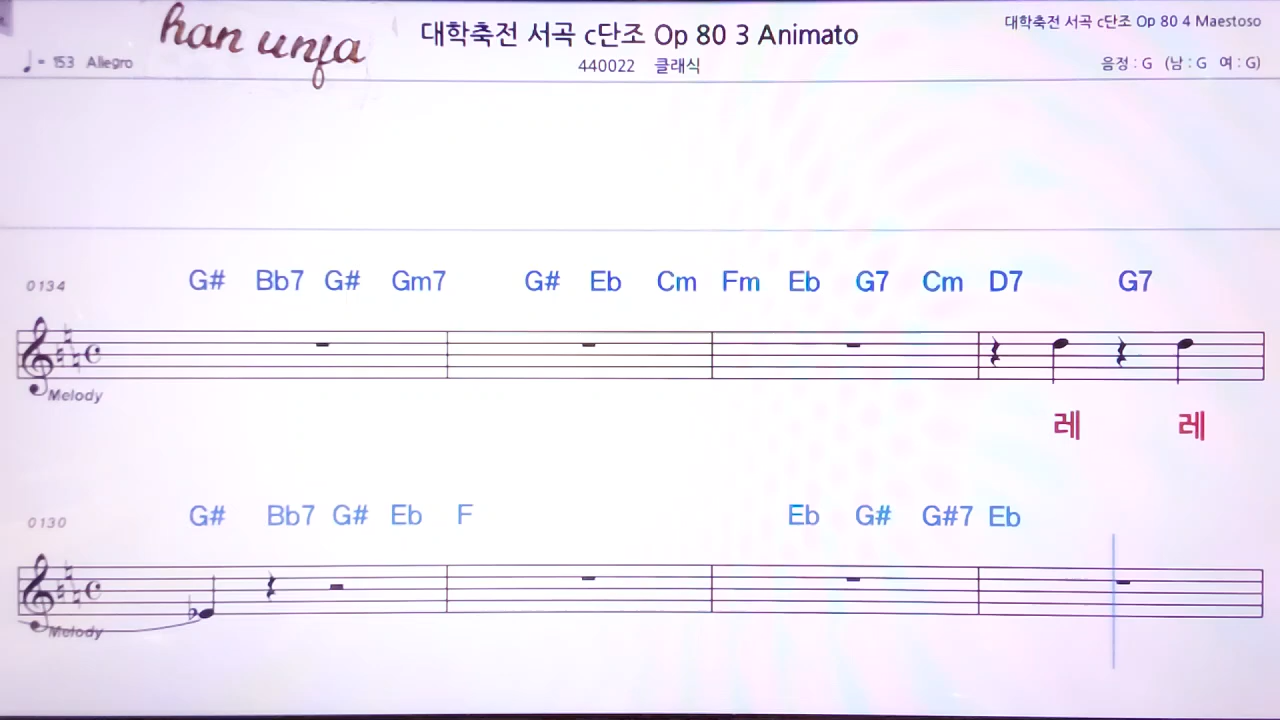 han unfa
대학축전 서곡 c단조 Op 80 3 Animato
대학축전 서곡 c단조 Op 80 4 Maestoso
♩ = 153 Allegro
440022 클래식
음정 : G (남 : G 여 : G)
0134 G# Bb7 G# Gm7 G# Eb Cm Fm Eb G7 Cm D7 G7
Melody
레 레
0130 G# Bb7 G# Eb F Eb G# G#7 Eb
Melody